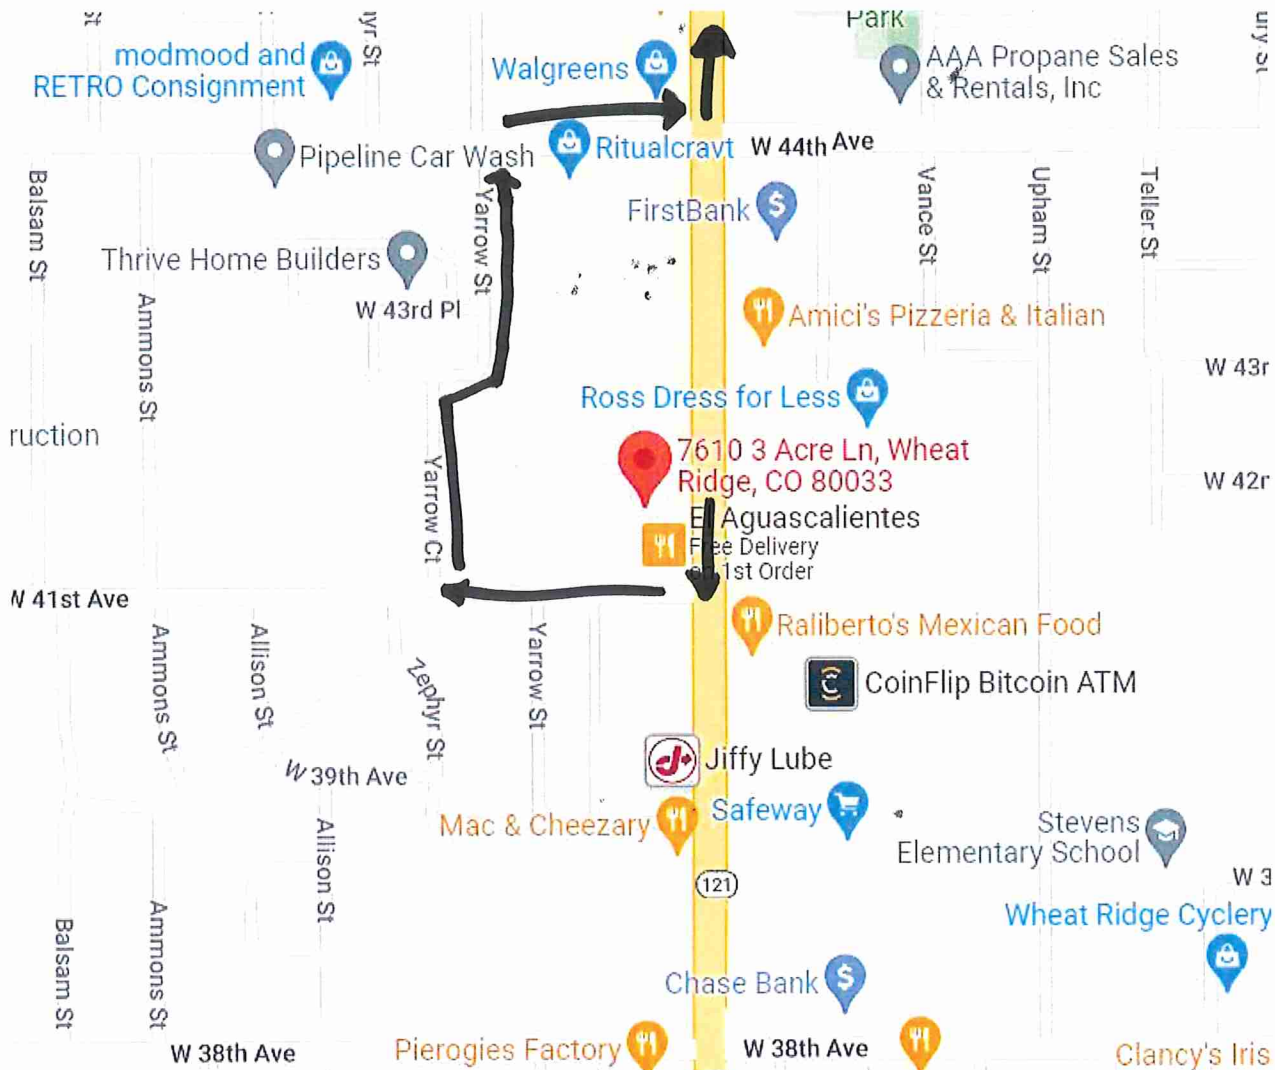 yr St
Park
modmood and
RETRO Consignment
Walgreens
AAA Propane Sales
& Rentals, Inc
Pipeline Car Wash
Ritualcravt
W 44th Ave
Balsam St
Yarrow St
FirstBank
Vance St
Upham St
Teller St
Thrive Home Builders
W 43rd Pl
Ammons St
Amici's Pizzeria & Italian
W 43r
Ross Dress for Less
ruction
7610 3 Acre Ln, Wheat
Ridge, CO 80033
W 42r
Yarrow Ct
El Aguascalientes
Free Delivery
on 1st Order
W 41st Ave
Raliberto's Mexican Food
Ammons St
Allison St
Zephyr St
Yarrow St
CoinFlip Bitcoin ATM
Jiffy Lube
W 39th Ave
Safeway
Mac & Cheezary
Stevens
Elementary School
Allison St
121
W 3
Wheat Ridge Cyclery
Balsam St
Ammons St
Chase Bank
W 38th Ave
Pierogies Factory
W 38th Ave
Clancy's Iris